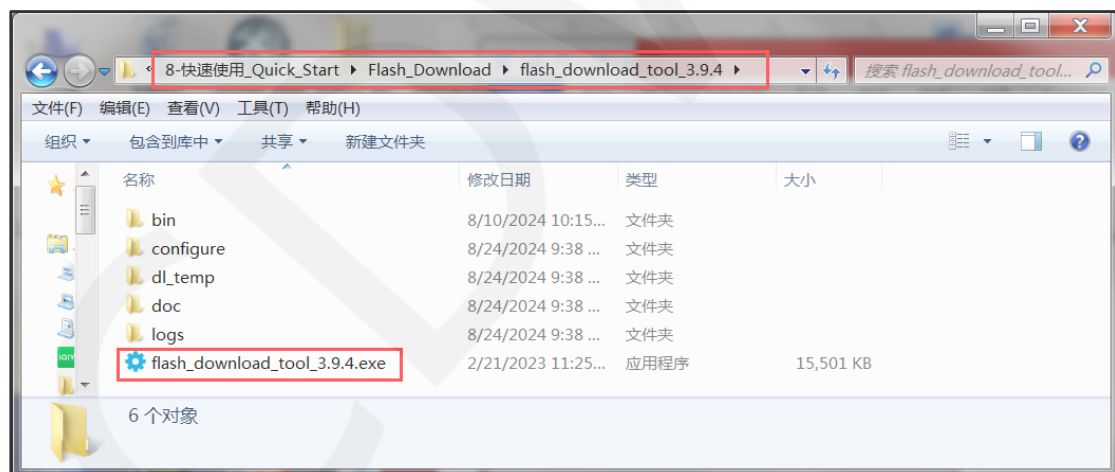 8-快速使用_Quick_Start ▸ Flash_Download ▸ flash_download_tool_3.9.4 ▸
搜索 flash_download_tool...
文件(F) 编辑(E) 查看(V) 工具(T) 帮助(H)
组织 包含到库中 共享 新建文件夹
名称 修改日期 类型 大小
bin 8/10/2024 10:15... 文件夹
configure 8/24/2024 9:38 ... 文件夹
dl_temp 8/24/2024 9:38 ... 文件夹
doc 8/24/2024 9:38 ... 文件夹
logs 8/24/2024 9:38 ... 文件夹
flash_download_tool_3.9.4.exe 2/21/2023 11:25... 应用程序 15,501 KB
6 个对象